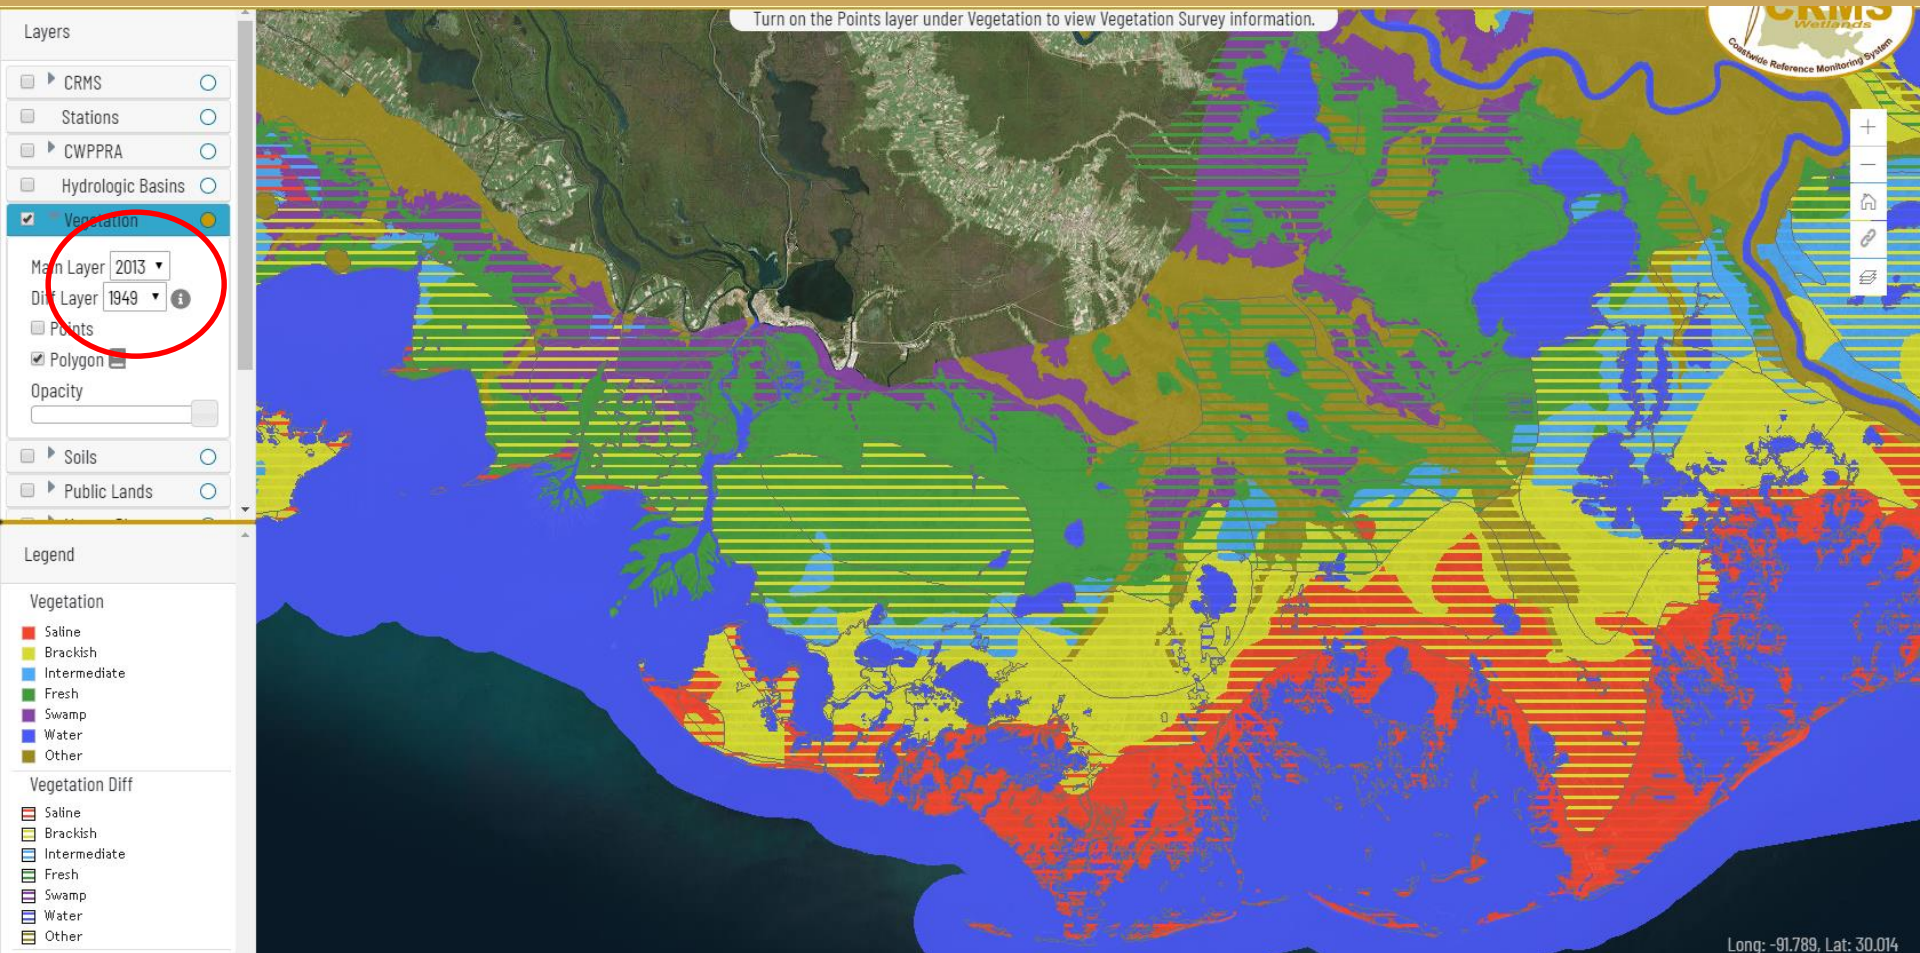 Turn on the Points layer under Vegetation to view Vegetation Survey information.
CRMS
Wetlands
Coastwide Reference Monitoring System
Layers
CRMS
Stations
CWPPRA
Hydrologic Basins
Vegetation
Main Layer 2013
Diff Layer 1949
Points
Polygon
Opacity
Soils
Public Lands
Legend
Vegetation
Saline
Brackish
Intermediate
Fresh
Swamp
Water
Other
Vegetation Diff
Saline
Brackish
Intermediate
Fresh
Swamp
Water
Other
Long: -91.789, Lat: 30.014